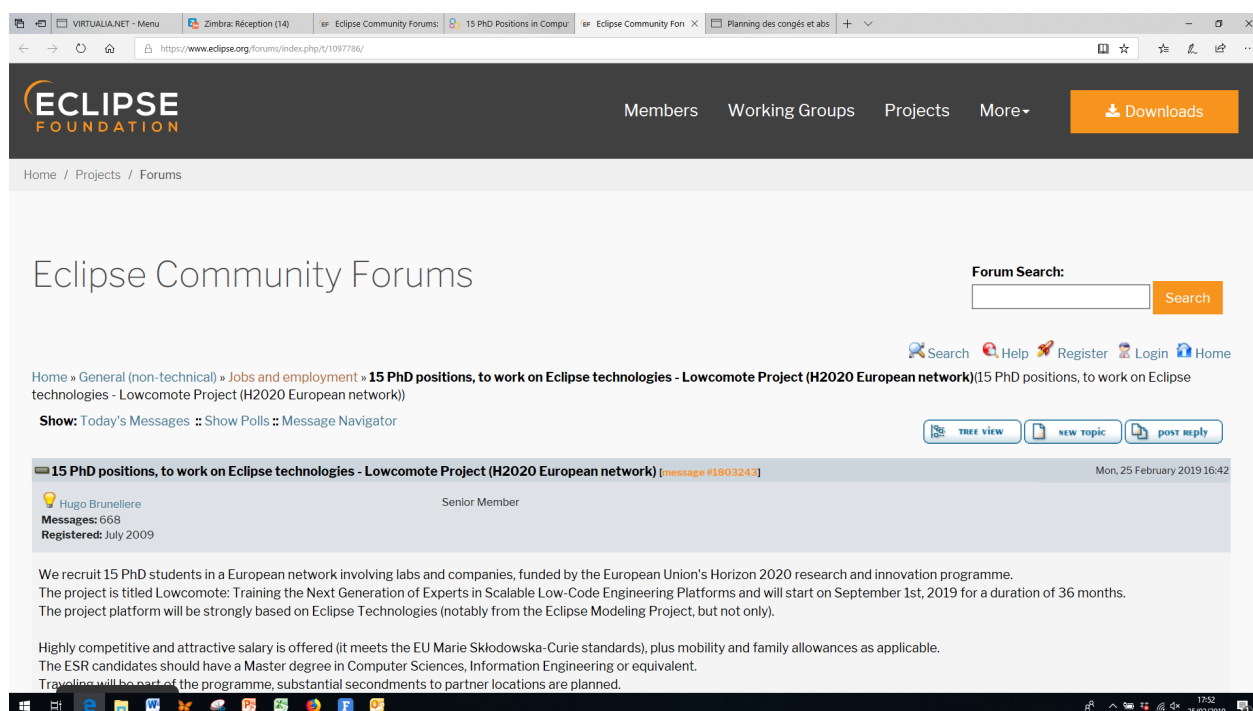 VIRTUALIA.NET - Menu
Zimbra: Réception (14)
Eclipse Community Forums:
15 PhD Positions in Comput
Eclipse Community Foru
Planning des congés et abs
https://www.eclipse.org/forums/index.php/t/1097786/
ECLIPSE
FOUNDATION
Members Working Groups Projects More Downloads
Home / Projects / Forums
Eclipse Community Forums
Forum Search:
Search
Search Help Register Login Home
Home » General (non-technical) » Jobs and employment » 15 PhD positions, to work on Eclipse technologies - Lowcomote Project (H2020 European network)(15 PhD positions, to work on Eclipse
technologies - Lowcomote Project (H2020 European network))
Show: Today's Messages :: Show Polls :: Message Navigator
TREE VIEW NEW TOPIC POST REPLY
15 PhD positions, to work on Eclipse technologies - Lowcomote Project (H2020 European network) [message #1803243] Mon, 25 February 2019 16:42
Hugo Bruneliere Senior Member
Messages: 668
Registered: July 2009
We recruit 15 PhD students in a European network involving labs and companies, funded by the European Union's Horizon 2020 research and innovation programme.
The project is titled Lowcomote: Training the Next Generation of Experts in Scalable Low-Code Engineering Platforms and will start on September 1st, 2019 for a duration of 36 months.
The project platform will be strongly based on Eclipse Technologies (notably from the Eclipse Modeling Project, but not only).
Highly competitive and attractive salary is offered (it meets the EU Marie Skłodowska-Curie standards), plus mobility and family allowances as applicable.
The ESR candidates should have a Master degree in Computer Sciences, Information Engineering or equivalent.
Traveling will be part of the programme, substantial secondments to partner locations are planned.
17:52
25/02/2019